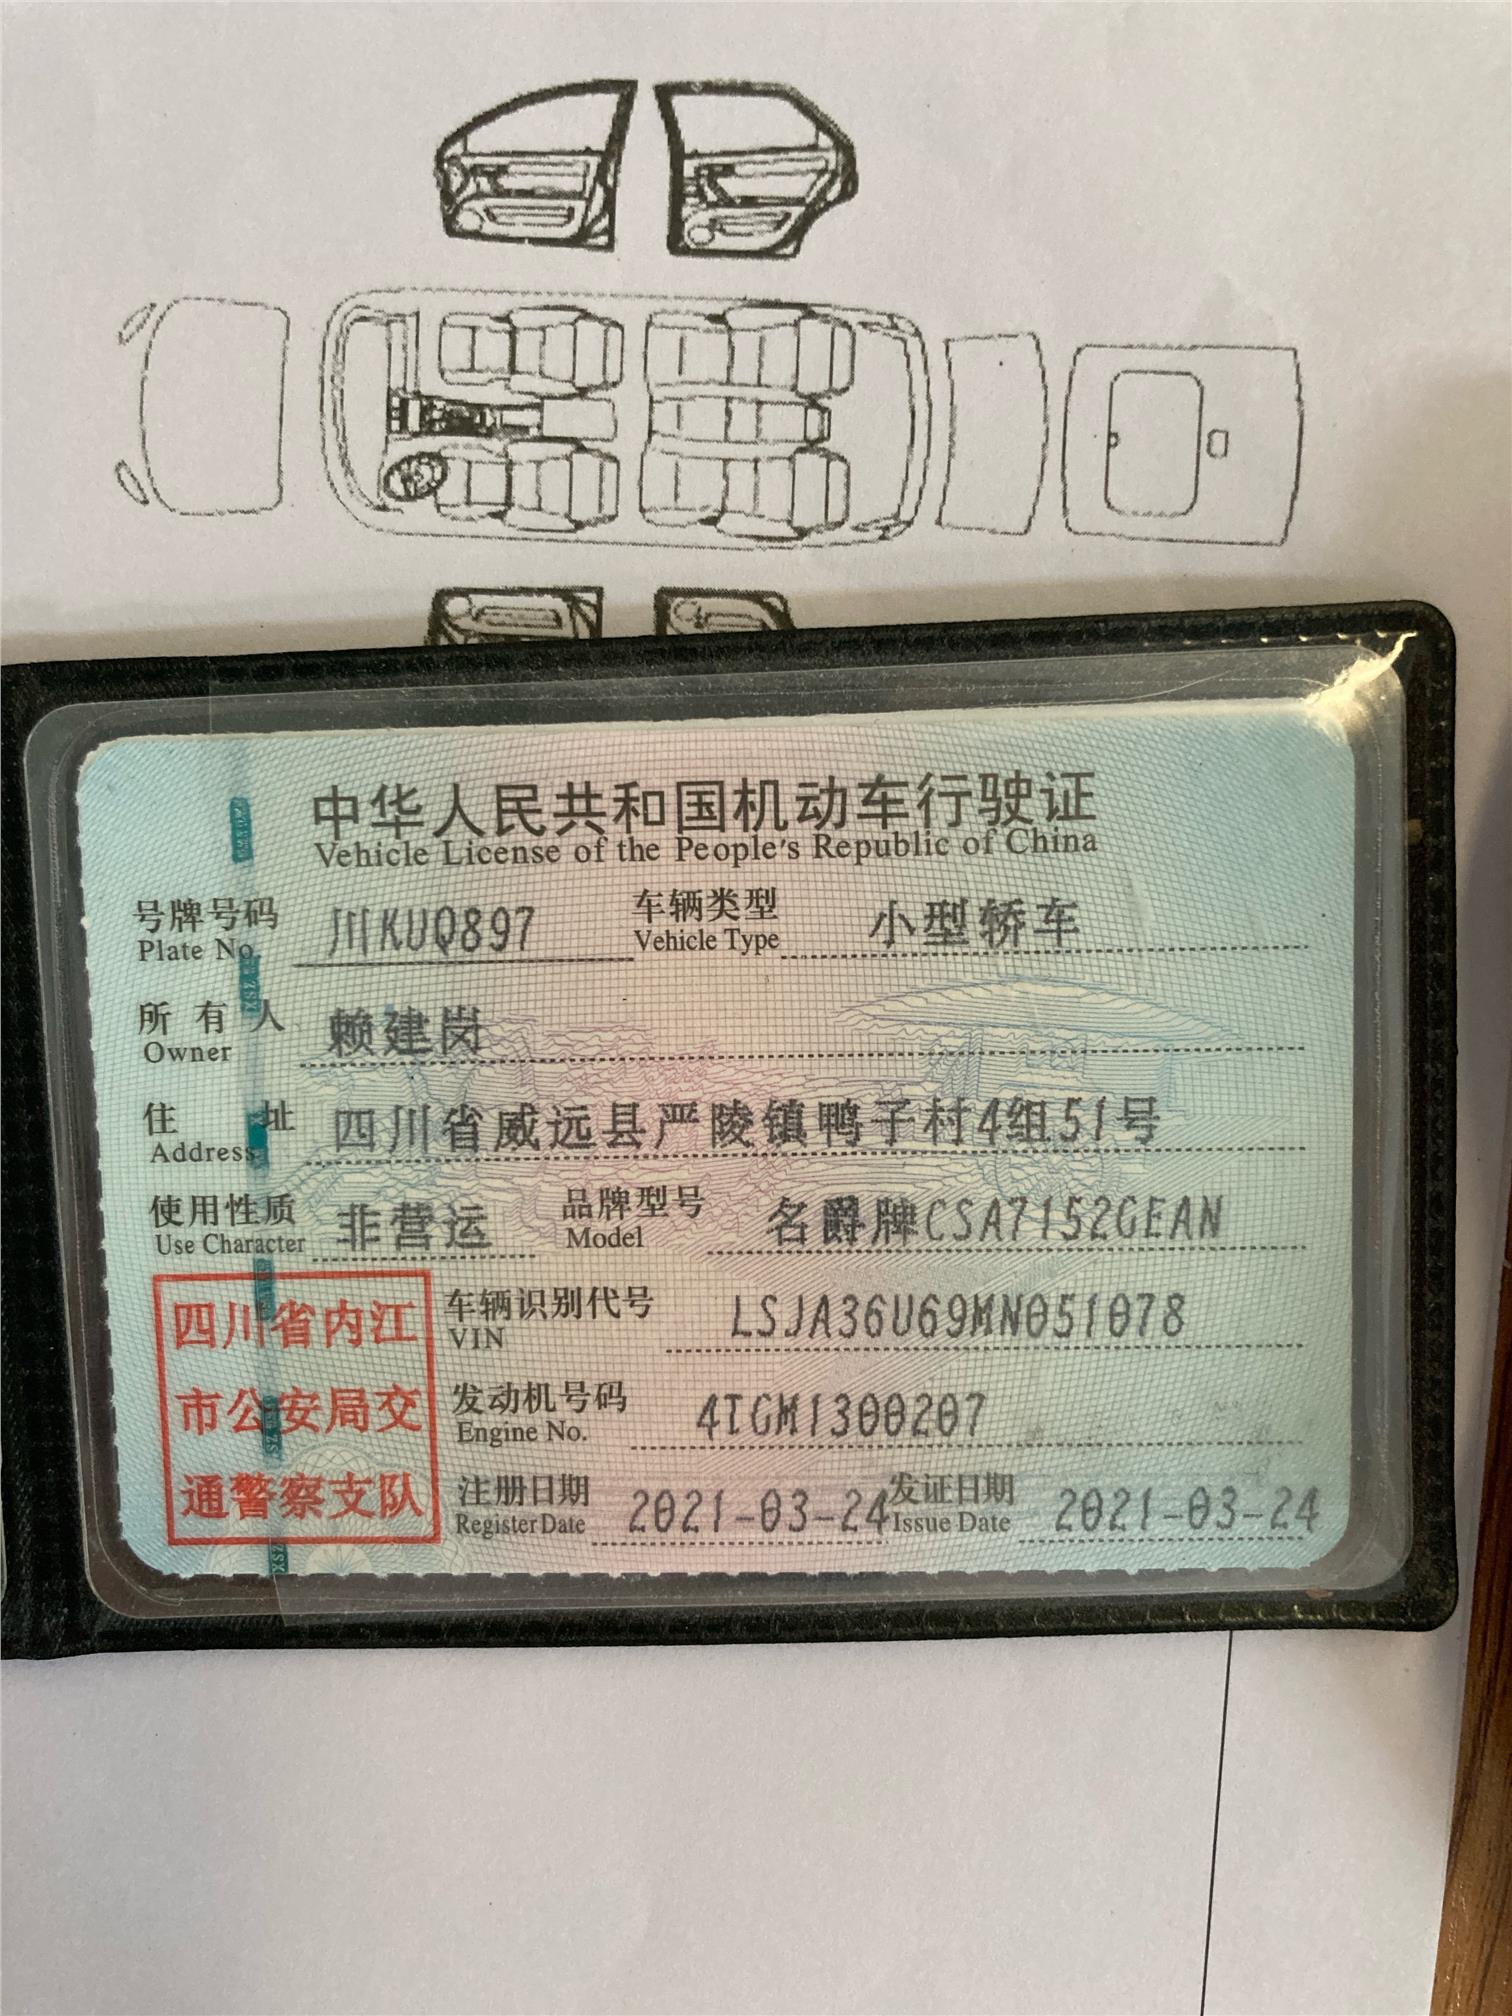 中华人民共和国机动车行驶证
Vehicle License of the People's Republic of China
号牌号码 川KUQ897 车辆类型 小型轿车
Plate No. Vehicle Type
所有人 赖建岗
Owner
住址 四川省威远县严陵镇鸭子村4组51号
Address
使用性质 非营运 品牌型号 名爵牌CSA7152GEAN
Use Character Model
四川省内江
市公安局交
通警察支队
车辆识别代号 LSJA36U69MN051078
VIN
发动机号码 4TGM1300207
Engine No.
注册日期 2021-03-24 发证日期 2021-03-24
Register Date Issue Date